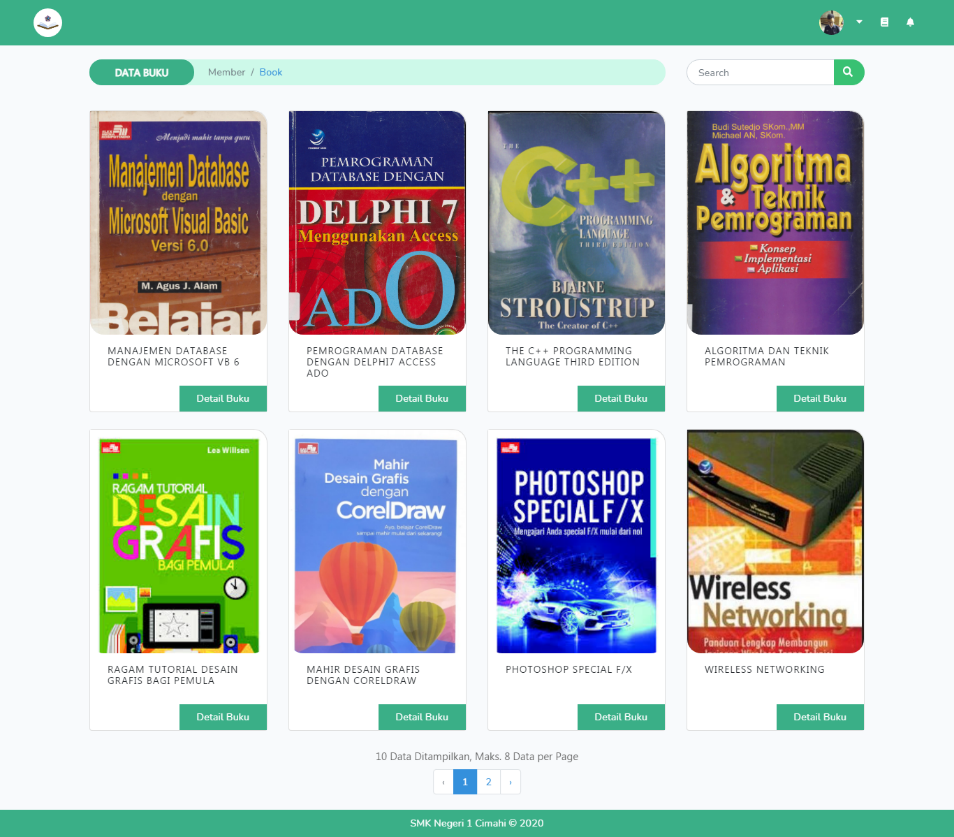 DATA BUKU
Member / Book
Search
Menjadi mahir tanpa guru
Manajemen Database
dengan
Microsoft Visual Basic
Versi 6.0
M. Agus J. Alam
Belajar
PEMROGRAMAN
DATABASE DENGAN
DELPHI 7
Menggunakan Access
ADO
THE
C++
PROGRAMMING
LANGUAGE
THIRD EDITION
BJARNE
STROUSTRUP
The Creator of C++
Budi Sutedjo SKom.,MM
Michael AN, SKom
Algoritma
& Teknik
Pemrograman
Konsep
Implementasi
Aplikasi
MANAJEMEN DATABASE
DENGAN MICROSOFT VB 6
Detail Buku
PEMROGRAMAN DATABASE
DENGAN DELPHI7 ACCESS
ADO
Detail Buku
THE C++ PROGRAMMING
LANGUAGE THIRD EDITION
Detail Buku
ALGORITMA DAN TEKNIK
PEMROGRAMAN
Detail Buku
Lea Willsen
RAGAM TUTORIAL
DESAIN
GRAFIS
BAGI PEMULA
Mahir
Desain Grafis
dengan
CorelDraw
Ayo, belajar CorelDraw
sampai mahir mulai dari sekarang!
PHOTOSHOP
SPECIAL F/X
Mengajari Anda special F/X mulai dari nol
Wireless
Networking
Panduan Lengkap Membangun
RAGAM TUTORIAL DESAIN
GRAFIS BAGI PEMULA
Detail Buku
MAHIR DESAIN GRAFIS
DENGAN CORELDRAW
Detail Buku
PHOTOSHOP SPECIAL F/X
Detail Buku
WIRELESS NETWORKING
Detail Buku
10 Data Ditampilkan, Maks. 8 Data per Page
‹ 1 2 ›
SMK Negeri 1 Cimahi © 2020